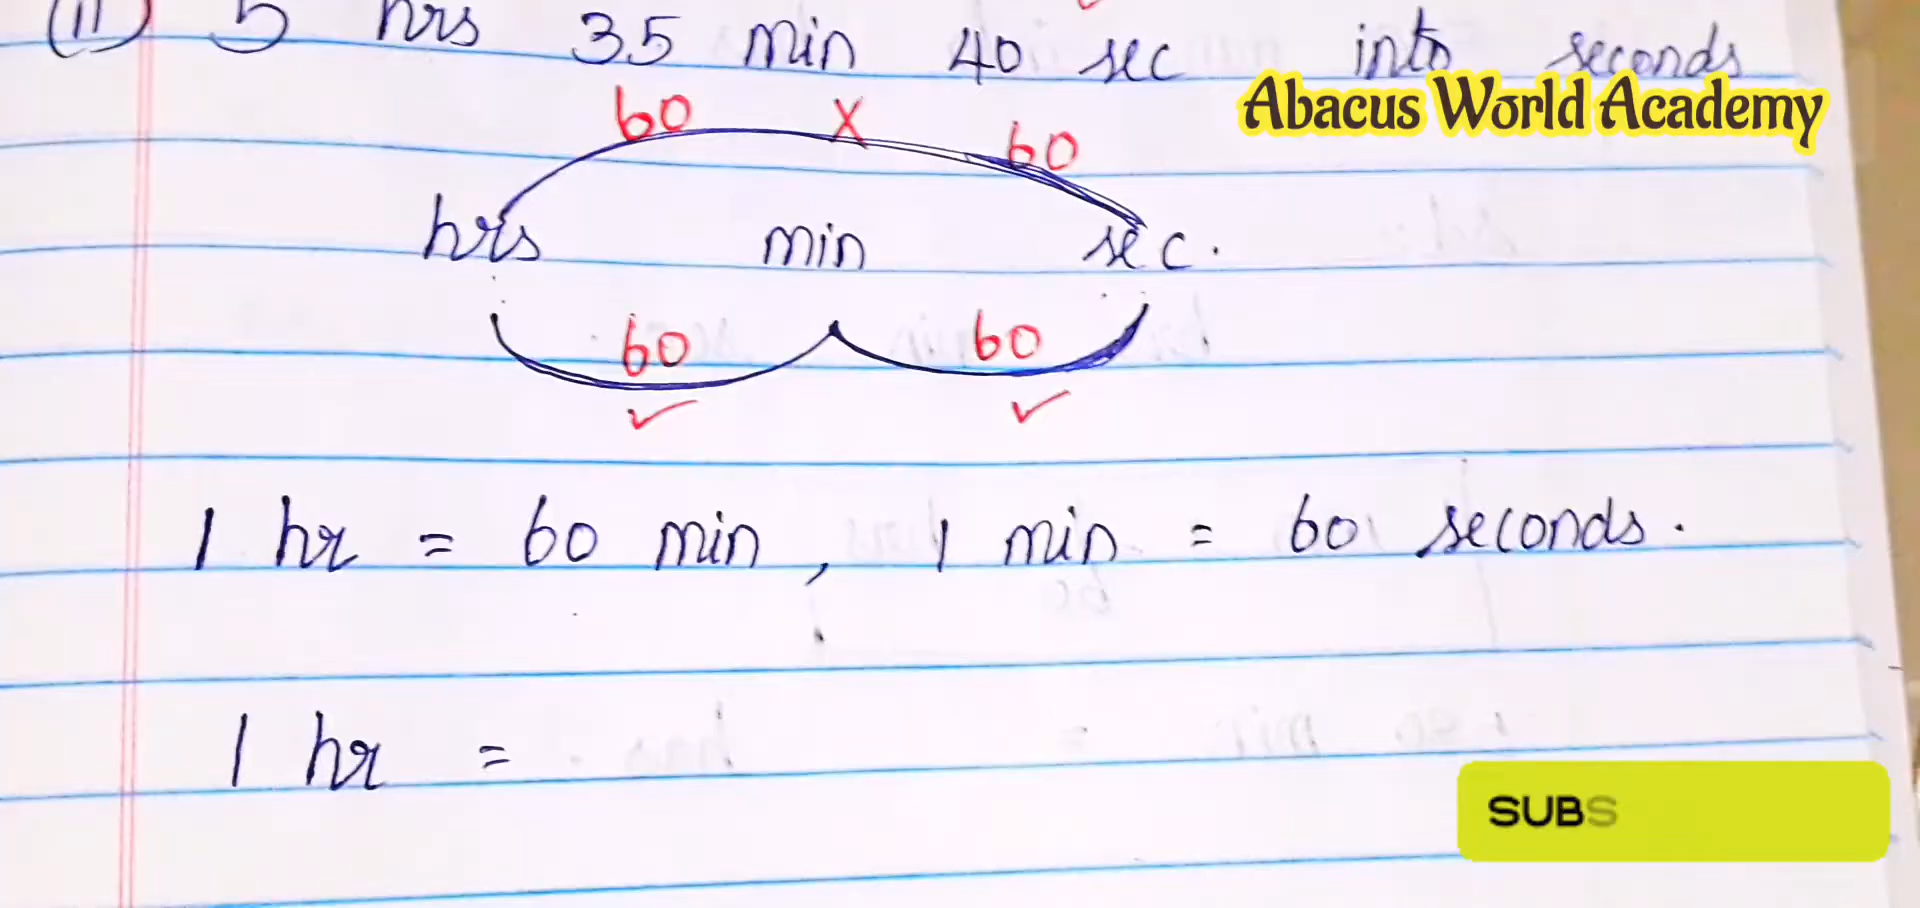 (ii) 5 hrs 35 min 40 sec into seconds
Abacus World Academy
60 x 60
hrs min sec.
60 60
1 hr = 60 min, 1 min = 60 seconds.
1 hr =
SUBS